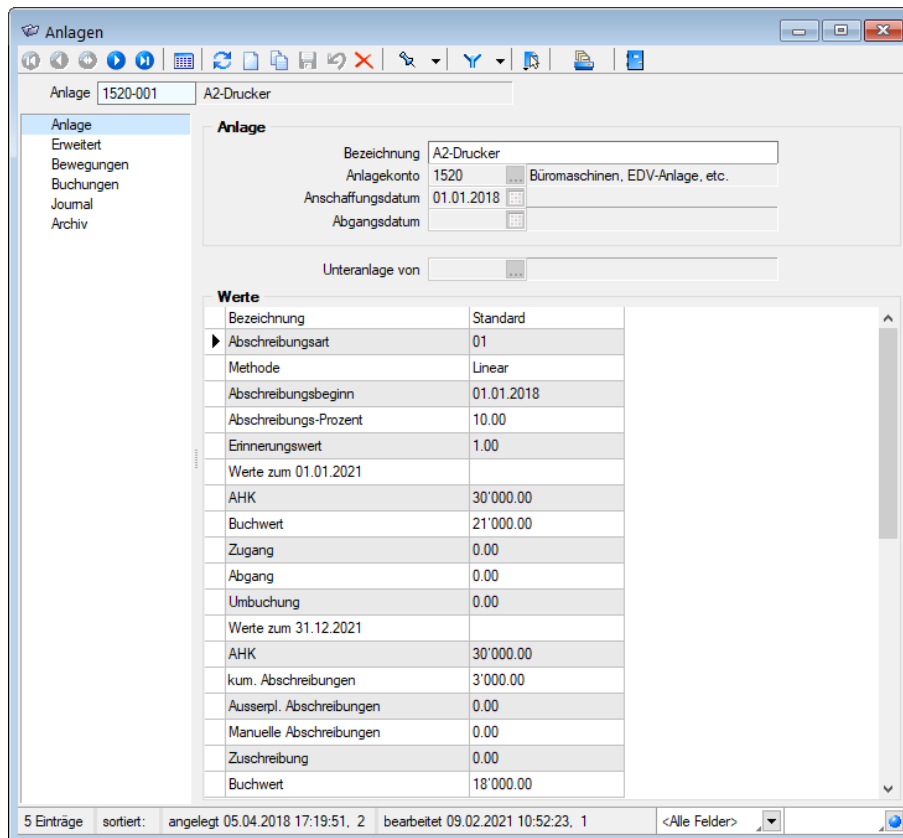 Anlagen
Anlage 1520-001 A2-Drucker
Anlage
Erweitert
Bewegungen
Buchungen
Journal
Archiv
Anlage
Bezeichnung A2-Drucker
Anlagekonto 1520 ... Büromaschinen, EDV-Anlage, etc.
Anschaffungsdatum 01.01.2018
Abgangsdatum
Unteranlage von ...
Werte
Bezeichnung Standard
Abschreibungsart 01
Methode Linear
Abschreibungsbeginn 01.01.2018
Abschreibungs-Prozent 10.00
Erinnerungswert 1.00
Werte zum 01.01.2021
AHK 30'000.00
Buchwert 21'000.00
Zugang 0.00
Abgang 0.00
Umbuchung 0.00
Werte zum 31.12.2021
AHK 30'000.00
kum. Abschreibungen 3'000.00
Ausserpl. Abschreibungen 0.00
Manuelle Abschreibungen 0.00
Zuschreibung 0.00
Buchwert 18'000.00
5 Einträge sortiert: angelegt 05.04.2018 17:19:51, 2 bearbeitet 09.02.2021 10:52:23, 1 <Alle Felder>